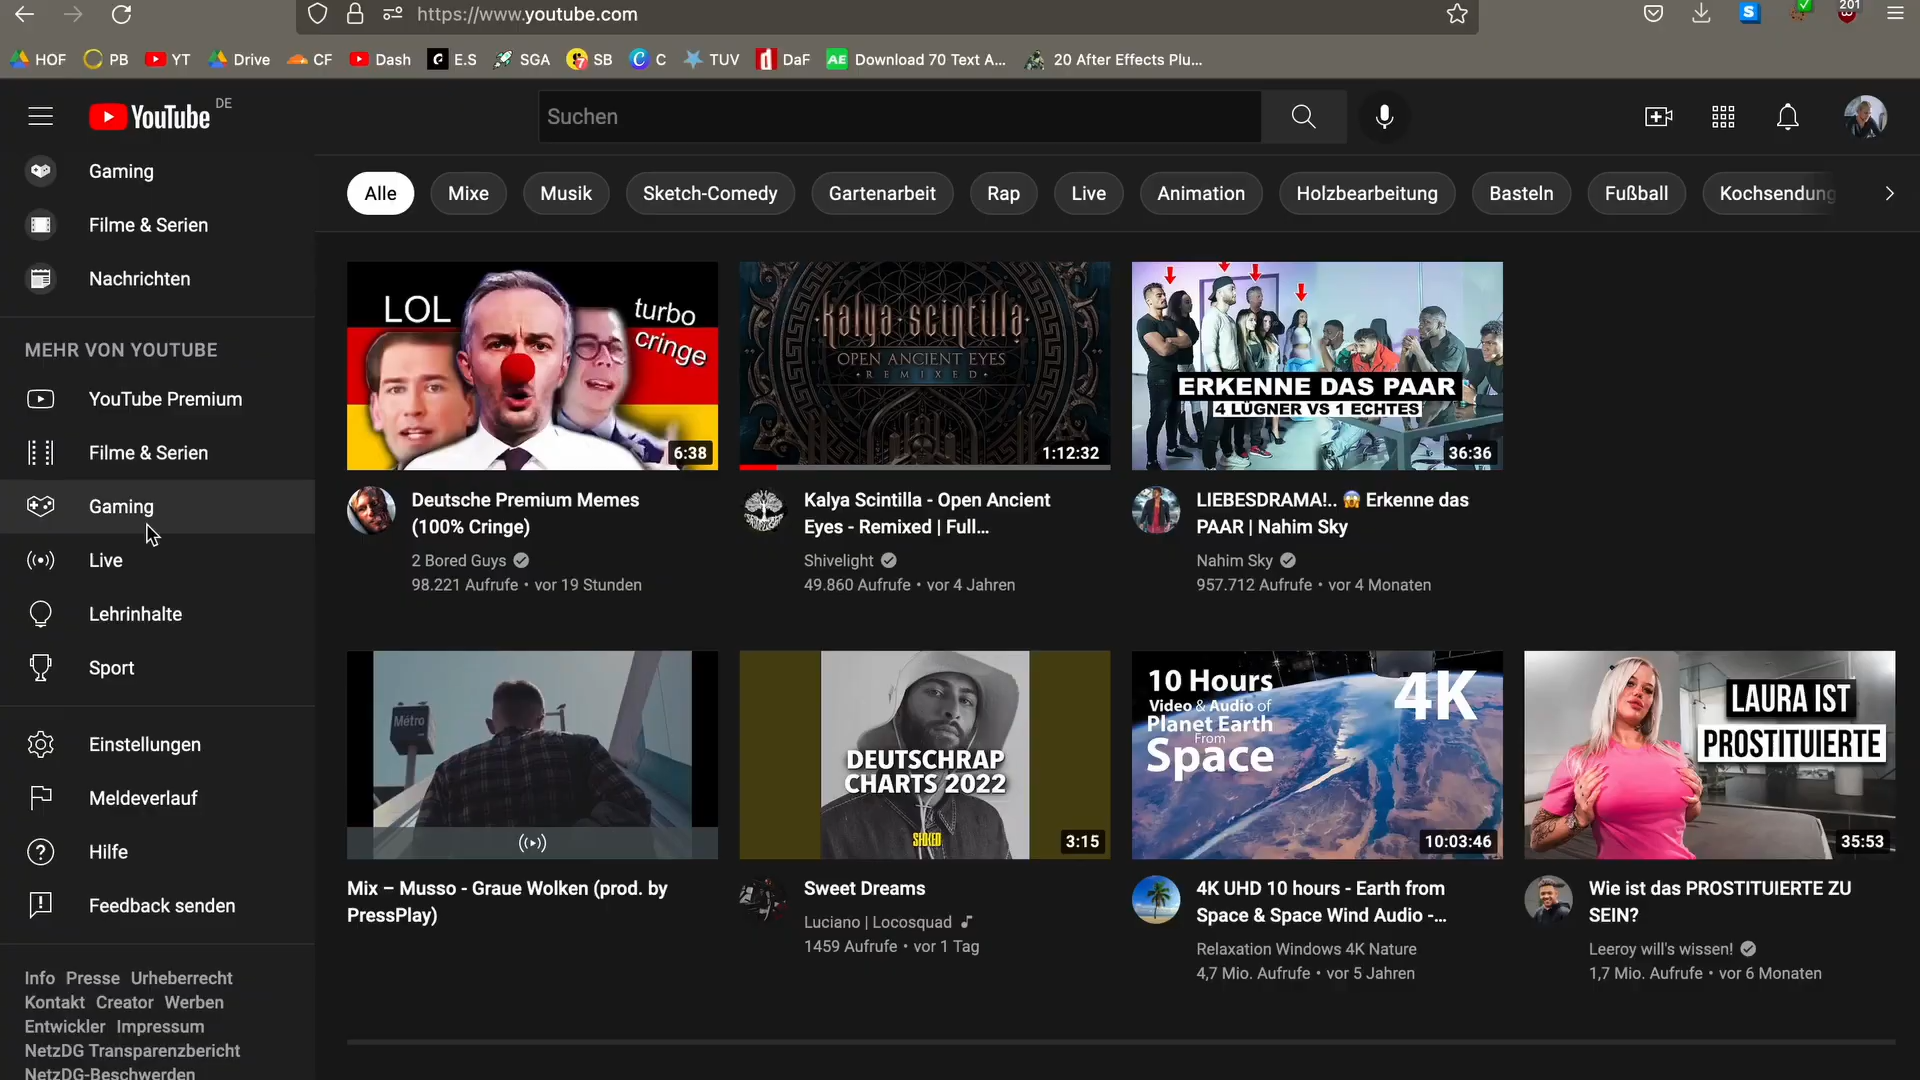 https://www.youtube.com
201
HOF PB YT Drive CF Dash E.S SGA SB C TUV DaF Download 70 Text A... 20 After Effects Plu...
YouTube DE
Suchen
Gaming
Filme & Serien
Nachrichten
MEHR VON YOUTUBE
YouTube Premium
Filme & Serien
Gaming
Live
Lehrinhalte
Sport
Einstellungen
Meldeverlauf
Hilfe
Feedback senden
Info Presse Urheberrecht
Kontakt Creator Werben
Entwickler Impressum
NetzDG Transparenzbericht
NetzDG-Beschwerden
Alle Mixe Musik Sketch-Comedy Gartenarbeit Rap Live Animation Holzbearbeitung Basteln Fußball Kochsendung
LOL
turbo
cringe
6:38
Deutsche Premium Memes
(100% Cringe)
2 Bored Guys
98.221 Aufrufe • vor 19 Stunden
kalya·scintilla
OPEN ANCIENT EYES
•REMIXED•
1:12:32
Kalya Scintilla - Open Ancient
Eyes - Remixed | Full...
Shivelight
49.860 Aufrufe • vor 4 Jahren
ERKENNE DAS PAAR
4 LÜGNER VS 1 ECHTES
36:36
LIEBESDRAMA!.. 😱 Erkenne das
PAAR | Nahim Sky
Nahim Sky
957.712 Aufrufe • vor 4 Monaten
Métro
Mix – Musso - Graue Wolken (prod. by
PressPlay)
DEUTSCHRAP
CHARTS 2022
3:15
Sweet Dreams
Luciano | Locosquad
1459 Aufrufe • vor 1 Tag
10 Hours
Video & Audio of
Planet Earth
From
Space
4K
10:03:46
4K UHD 10 hours - Earth from
Space & Space Wind Audio -...
Relaxation Windows 4K Nature
4,7 Mio. Aufrufe • vor 5 Jahren
LAURA IST
PROSTITUIERTE
35:53
Wie ist das PROSTITUIERTE ZU
SEIN?
Leeroy will's wissen!
1,7 Mio. Aufrufe • vor 6 Monaten